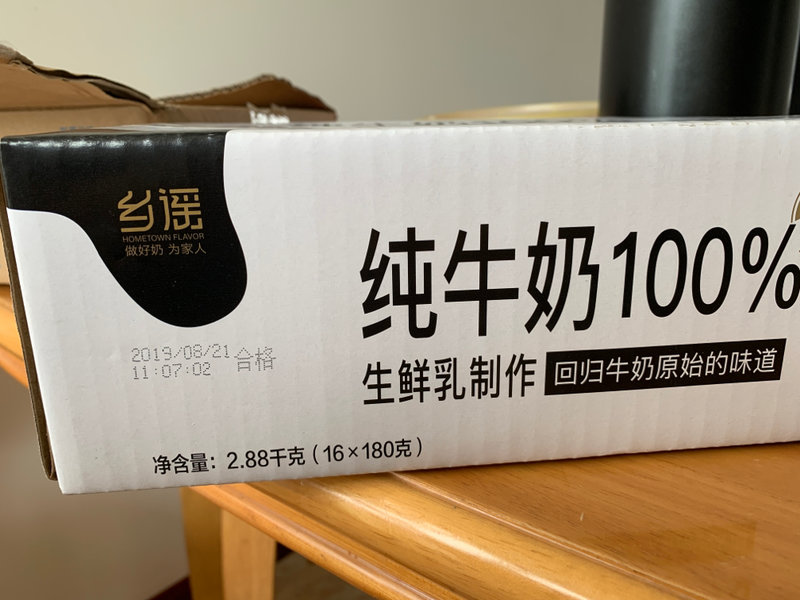 乡谣
HOMETOWN FLAVOR
做好奶 为家人
纯牛奶100%
生鲜乳制作 回归牛奶原始的味道
2019/08/21 合格
11:07:02
净含量：2.88千克（16×180克）